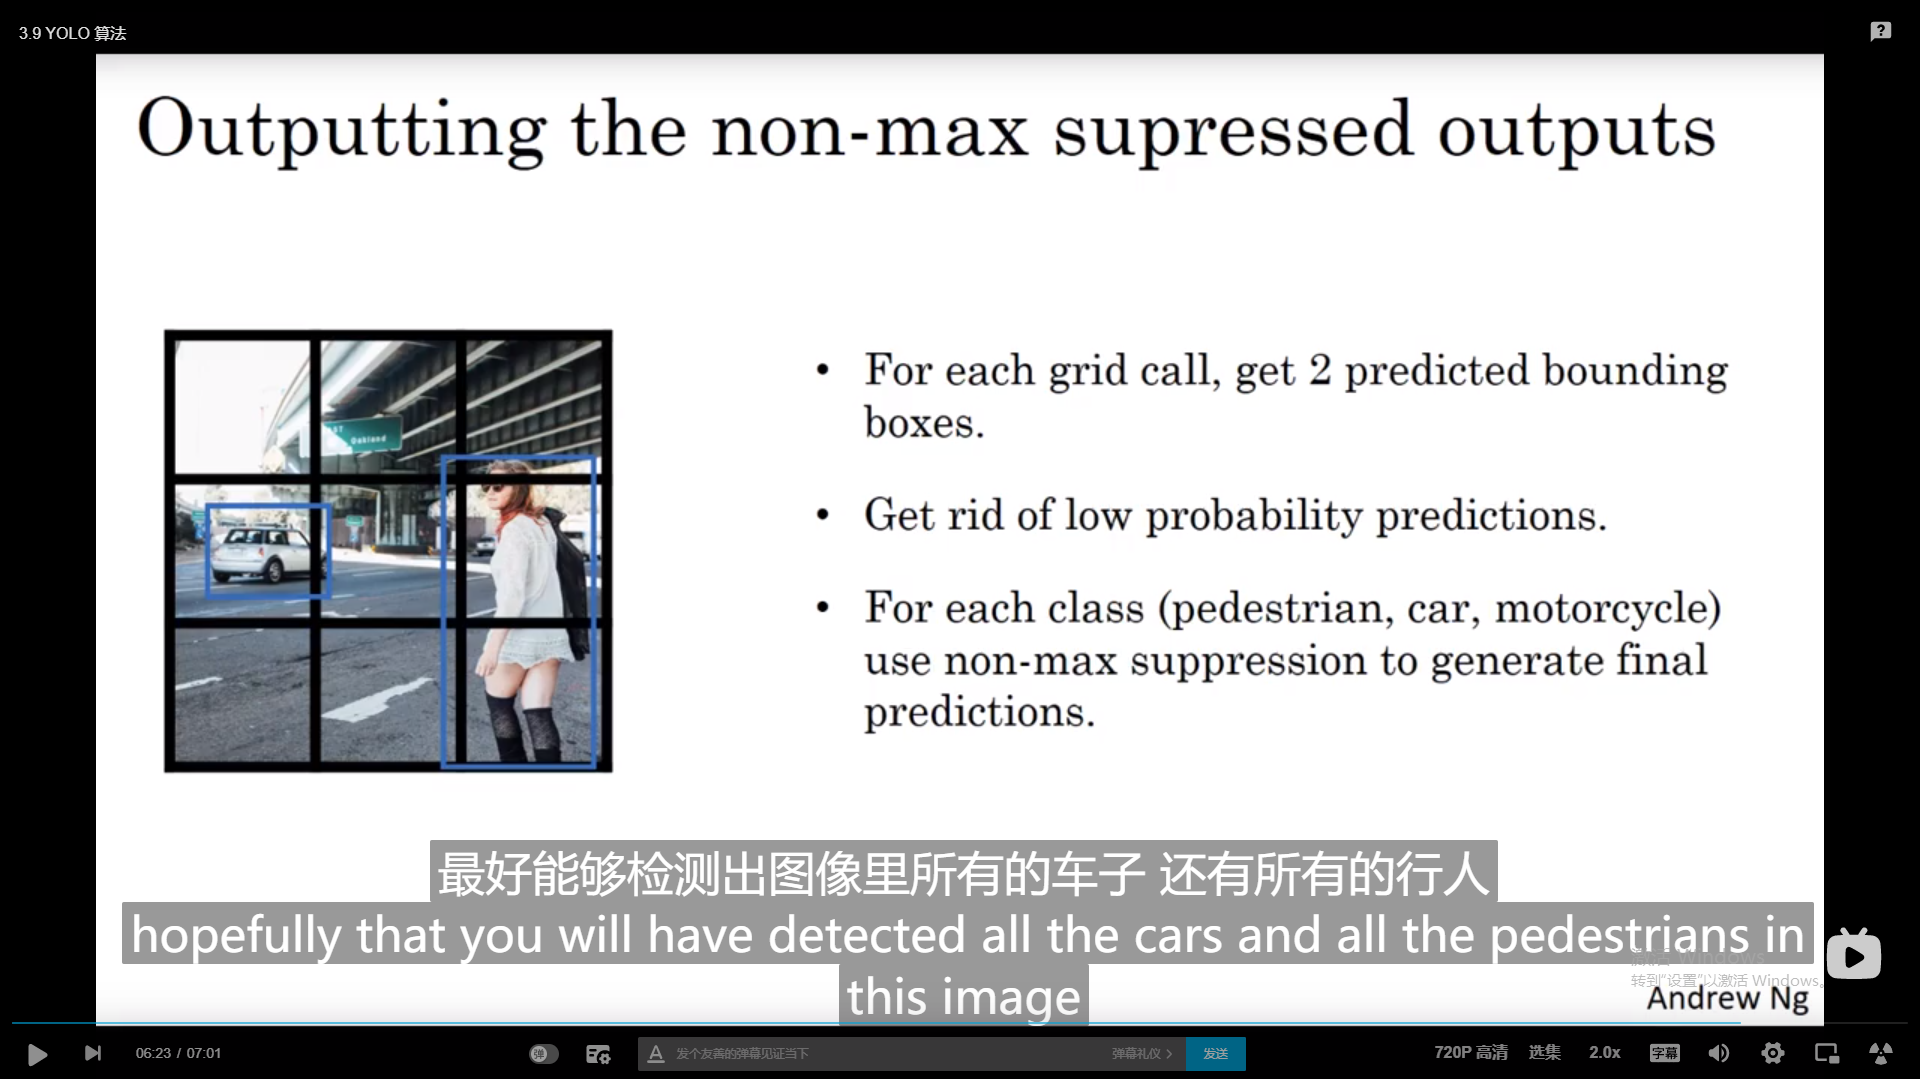 3.9 YOLO 算法
Outputting the non-max supressed outputs
EAST
Oakland
• For each grid call, get 2 predicted bounding
boxes.
• Get rid of low probability predictions.
• For each class (pedestrian, car, motorcycle)
use non-max suppression to generate final
predictions.
最好能够检测出图像里所有的车子 还有所有的行人
hopefully that you will have detected all the cars and all the pedestrians in
this image
激活 Windows
转到“设置”以激活 Windows。
Andrew Ng
06:23 / 07:01
弹
发个友善的弹幕见证当下
弹幕礼仪
发送
720P 高清
选集
2.0x
字幕